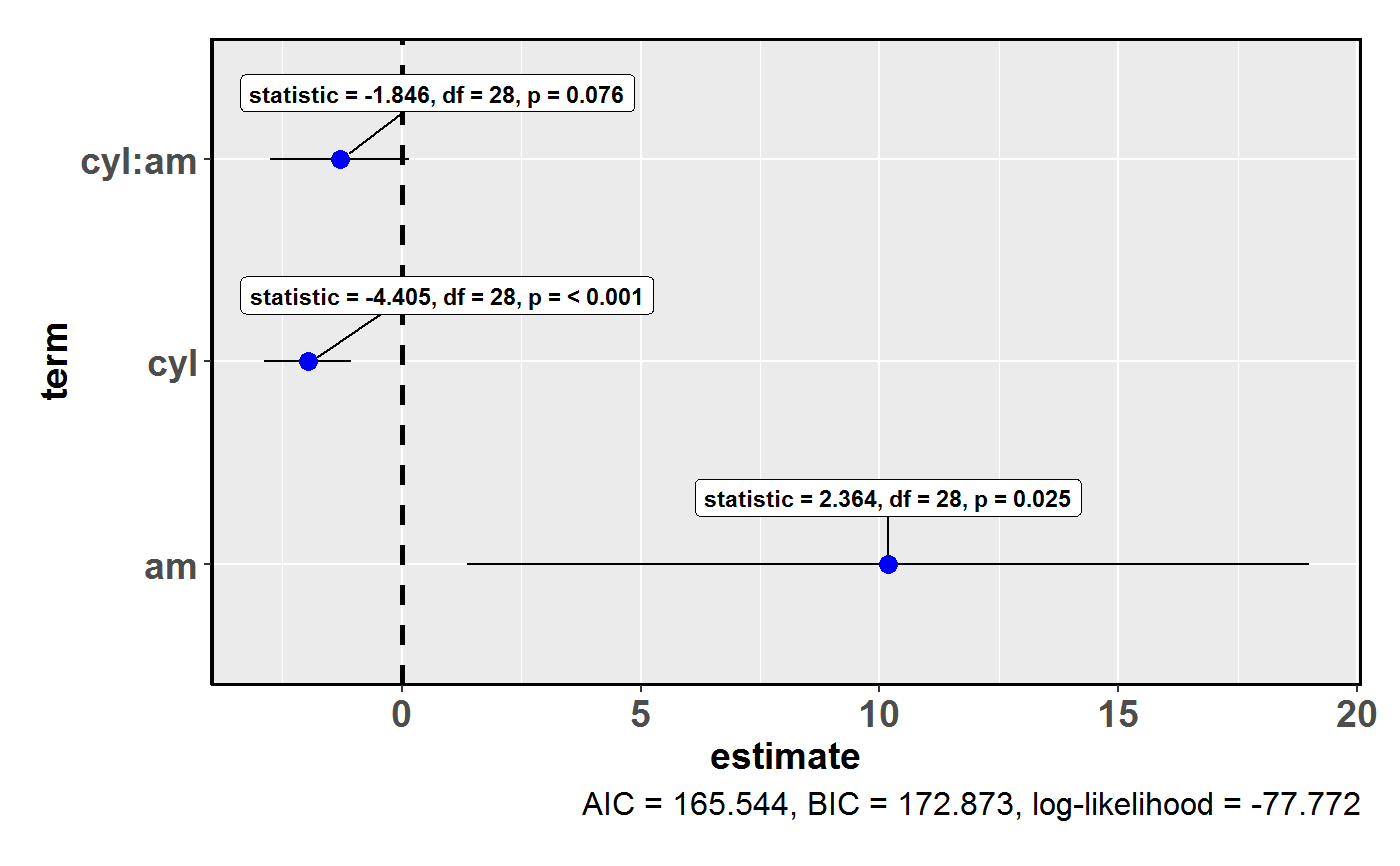 statistic = -1.846, df = 28, p = 0.076
cyl:am
statistic = -4.405, df = 28, p = < 0.001
cyl
term
statistic = 2.364, df = 28, p = 0.025
am
0 5 10 15 20
estimate
AIC = 165.544, BIC = 172.873, log-likelihood = -77.772